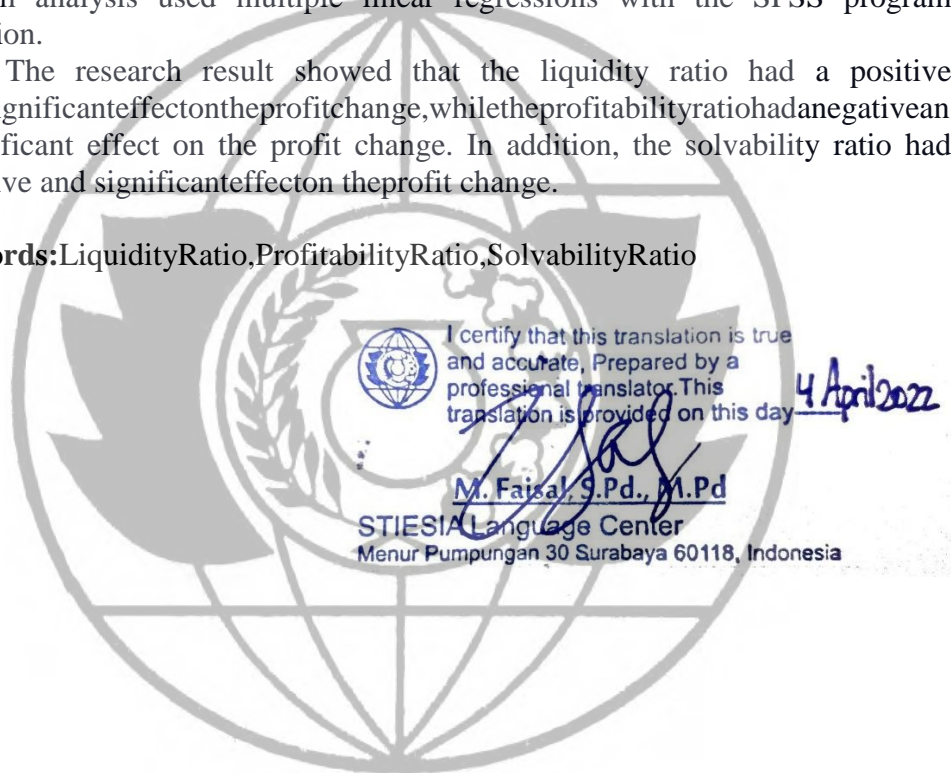 analysis used multiple linear regressions with the SPSS program
ion.
The research result showed that the liquidity ratio had a positive
gnificanteffectontheprofitchange,whiletheprofitabilityratiohadanegativean
ficant effect on the profit change. In addition, the solvability ratio had
ive and significanteffecton theprofit change.
ords:LiquidityRatio,ProfitabilityRatio,SolvabilityRatio
I certify that this translation is true
and accurate, Prepared by a
professional translator.This
translation is provided on this day 4 April 2022
M. Faisal, S.Pd., M.Pd
STIESIA Language Center
Menur Pumpungan 30 Surabaya 60118, Indonesia